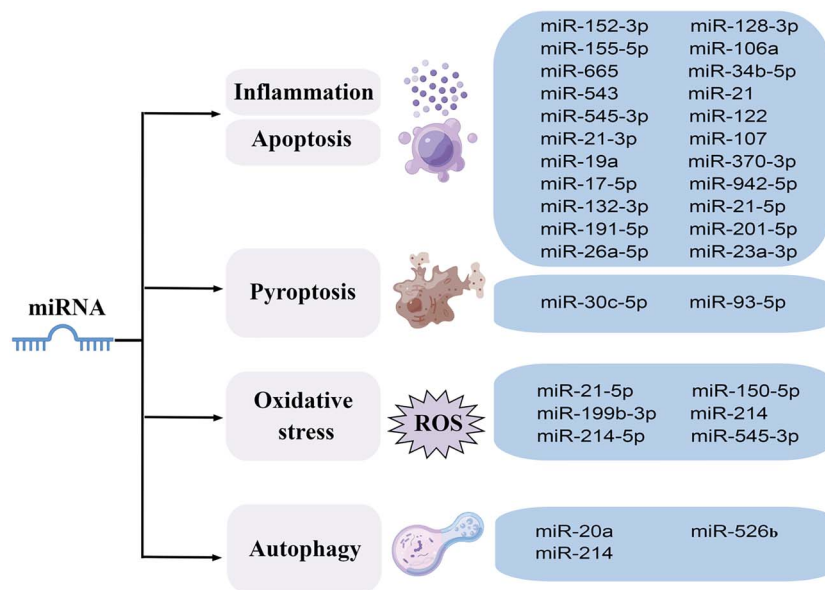 miRNA
Inflammation
Apoptosis
miR-152-3p miR-128-3p
miR-155-5p miR-106a
miR-665 miR-34b-5p
miR-543 miR-21
miR-545-3p miR-122
miR-21-3p miR-107
miR-19a miR-370-3p
miR-17-5p miR-942-5p
miR-132-3p miR-21-5p
miR-191-5p miR-201-5p
miR-26a-5p miR-23a-3p
Pyroptosis
miR-30c-5p miR-93-5p
Oxidative
stress
ROS
miR-21-5p miR-150-5p
miR-199b-3p miR-214
miR-214-5p miR-545-3p
Autophagy
miR-20a miR-526b
miR-214